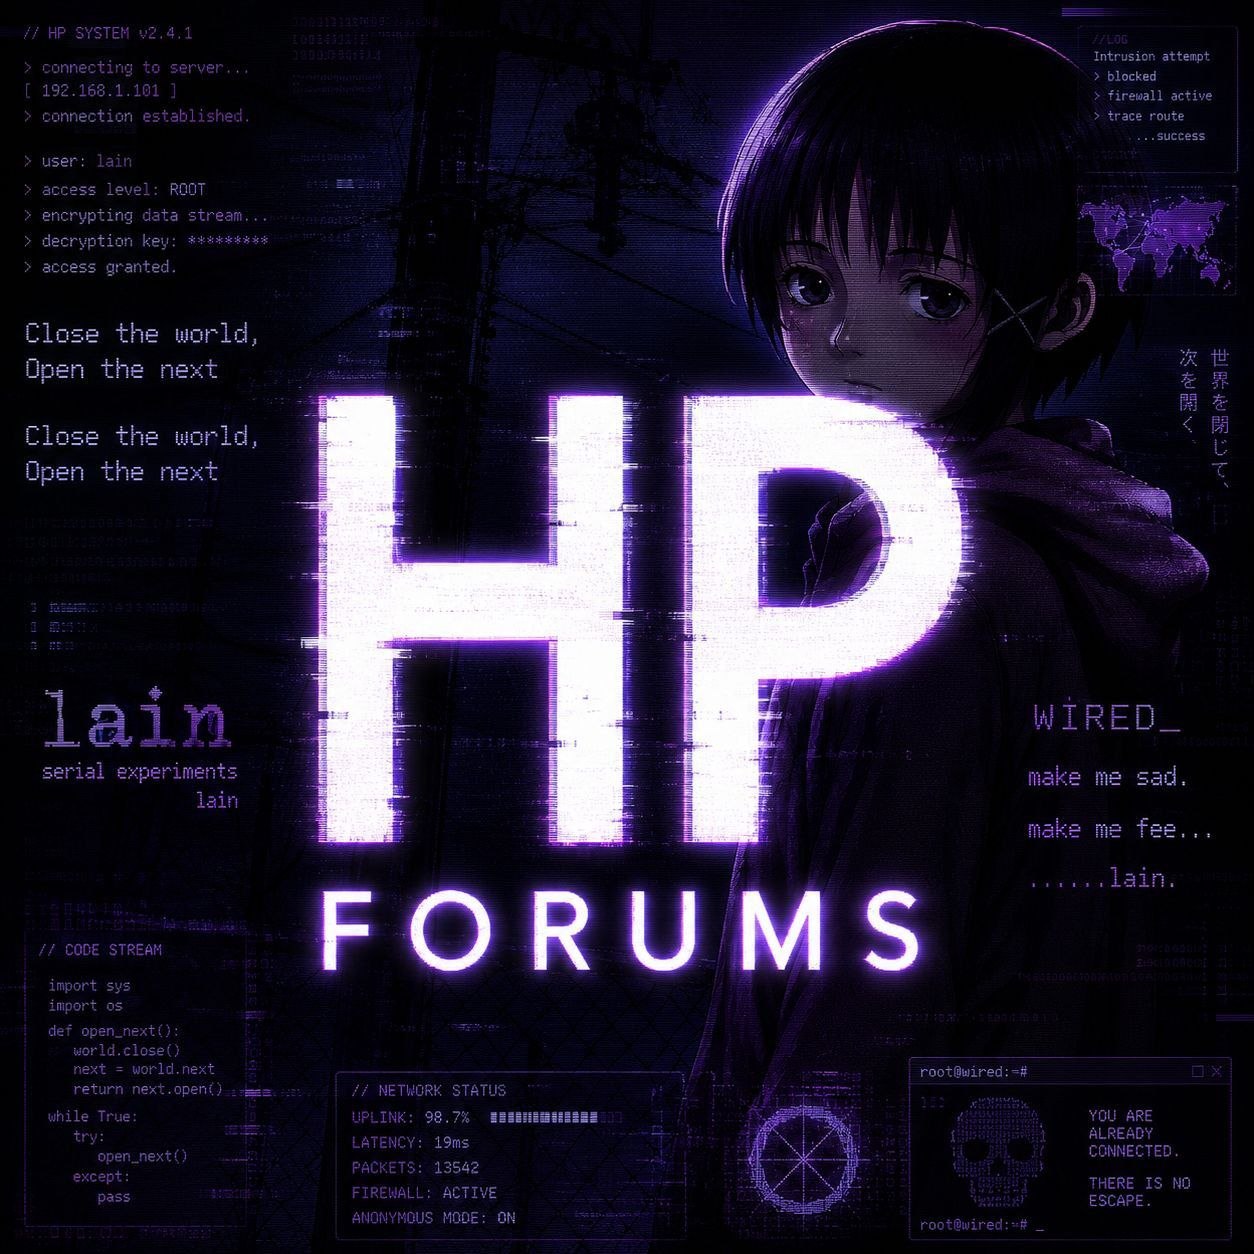 // HP SYSTEM v2.4.1
> connecting to server...
[ 192.168.1.101 ]
> connection established.
> user: lain
> access level: ROOT
> encrypting data stream...
> decryption key: *********
> access granted.
Close the world,
Open the next
Close the world,
Open the next
//LOG
Intrusion attempt
> blocked
> firewall active
> trace route
....success
世界を閉じて、
次を開く、
HP
FORUMS
lain
serial experiments
lain
WIRED_
make me sad.
make me fee...
......lain.
// CODE STREAM
import sys
import os
def open_next():
world.close()
next = world.next
return next.open()
while True:
try:
open_next()
except:
pass
// NETWORK STATUS
UPLINK: 98.7%
LATENCY: 19ms
PACKETS: 13542
FIREWALL: ACTIVE
ANONYMOUS MODE: ON
root@wired:~#
YOU ARE
ALREADY
CONNECTED.
THERE IS NO
ESCAPE.
root@wired:~# _